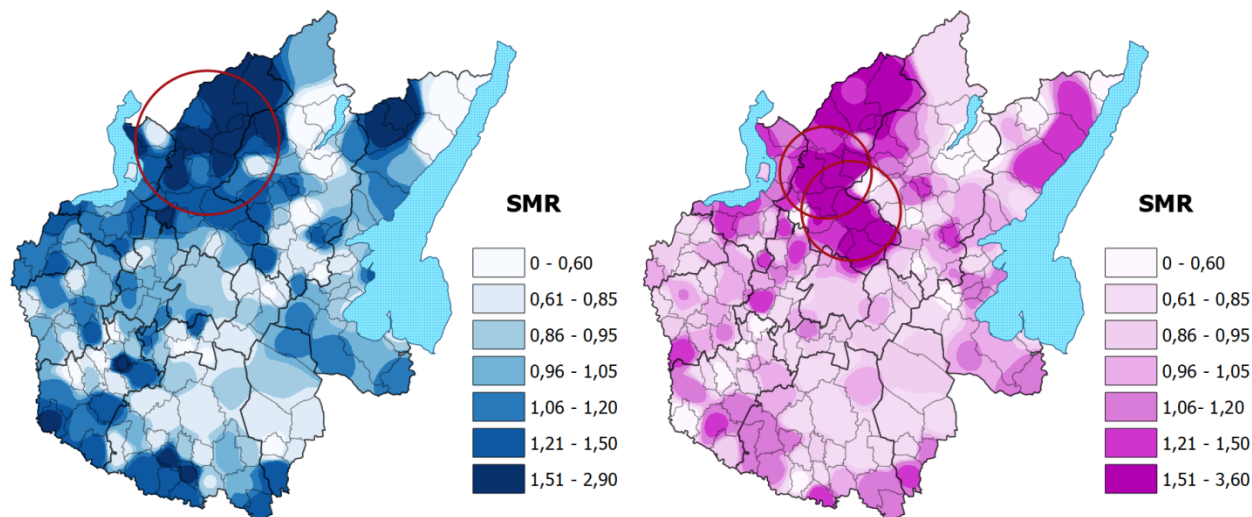 SMR
0 - 0,60
0,61 - 0,85
0,86 - 0,95
0,96 - 1,05
1,06 - 1,20
1,21 - 1,50
1,51 - 2,90
SMR
0 - 0,60
0,61 - 0,85
0,86 - 0,95
0,96 - 1,05
1,06- 1,20
1,21 - 1,50
1,51 - 3,60